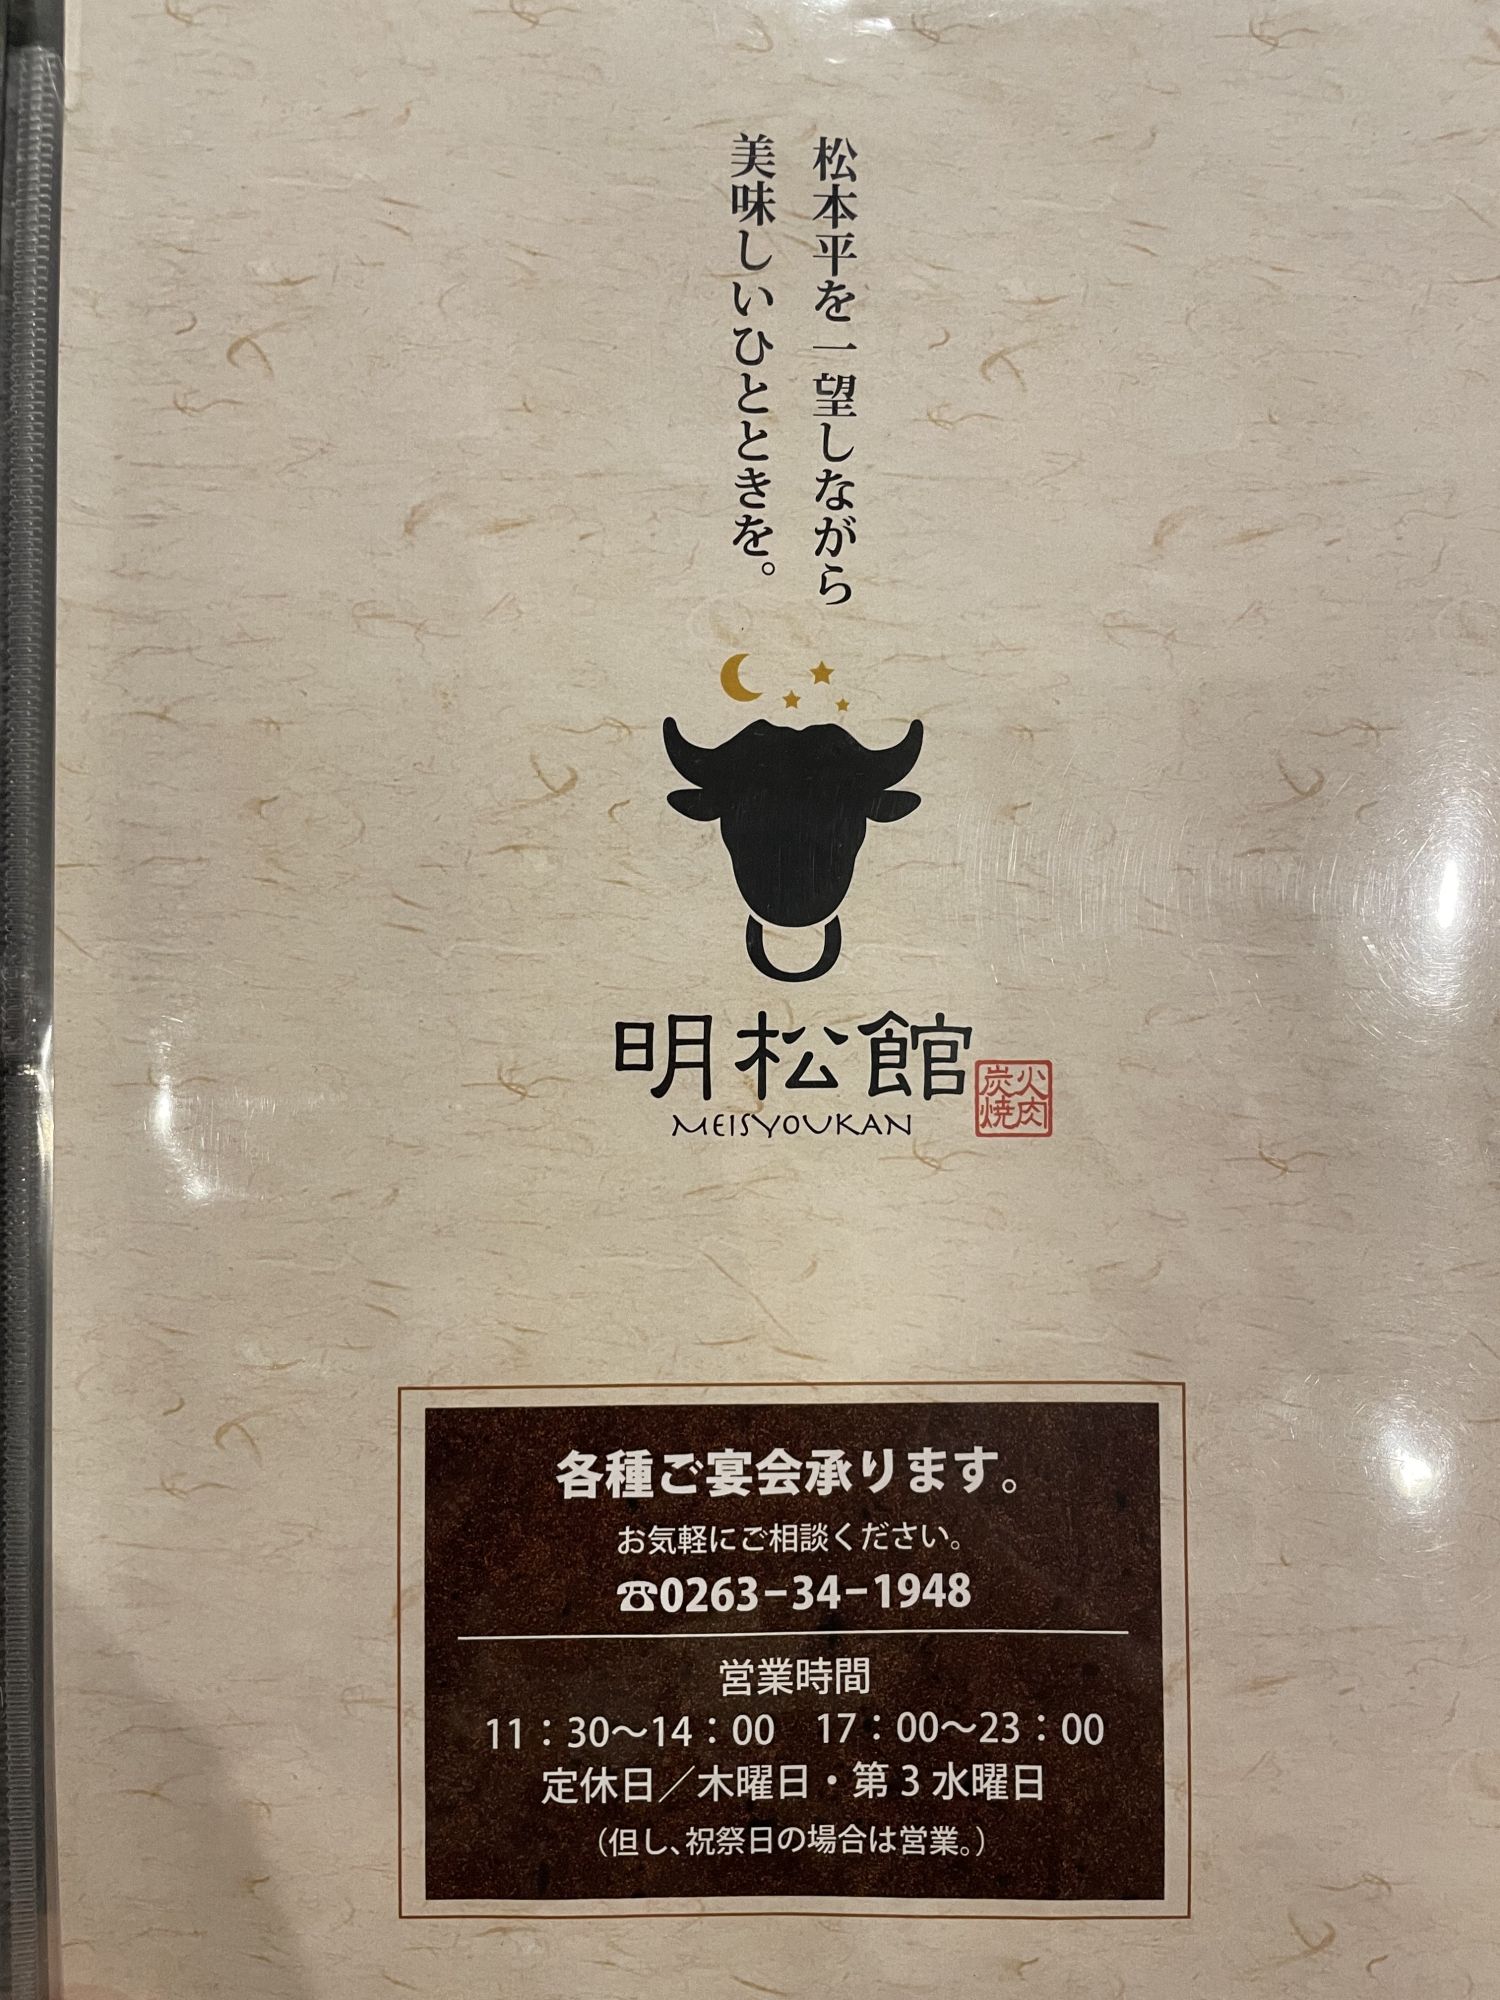 松本平を一望しながら
美味しいひとときを。
明松館
MEISYOUKAN
炭火
焼肉
各種ご宴会承ります。
お気軽にご相談ください。
☎0263-34-1948
営業時間
11：30〜14：00　17：00〜23：00
定休日／木曜日・第3水曜日
（但し、祝祭日の場合は営業。）